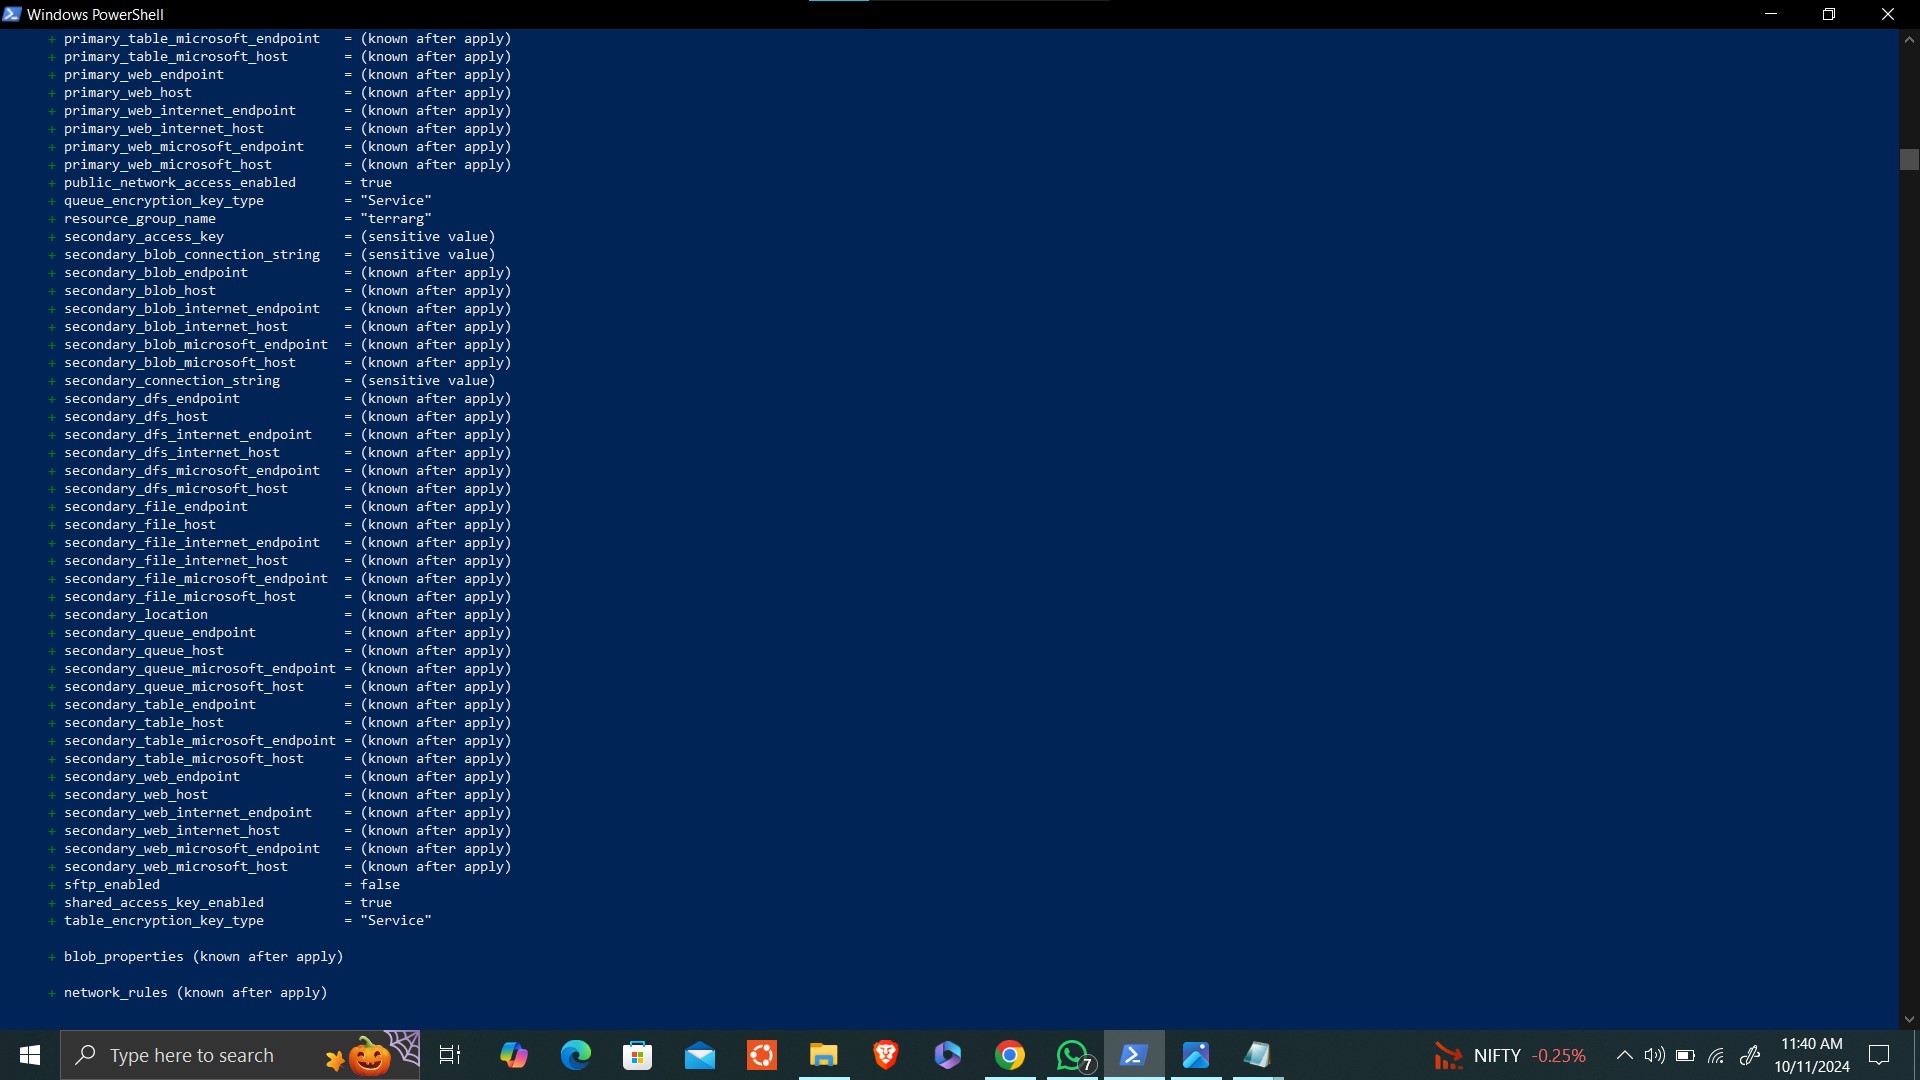 Windows PowerShell
+ primary_table_microsoft_endpoint = (known after apply)
+ primary_table_microsoft_host = (known after apply)
+ primary_web_endpoint = (known after apply)
+ primary_web_host = (known after apply)
+ primary_web_internet_endpoint = (known after apply)
+ primary_web_internet_host = (known after apply)
+ primary_web_microsoft_endpoint = (known after apply)
+ primary_web_microsoft_host = (known after apply)
+ public_network_access_enabled = true
+ queue_encryption_key_type = "Service"
+ resource_group_name = "terrarg"
+ secondary_access_key = (sensitive value)
+ secondary_blob_connection_string = (sensitive value)
+ secondary_blob_endpoint = (known after apply)
+ secondary_blob_host = (known after apply)
+ secondary_blob_internet_endpoint = (known after apply)
+ secondary_blob_internet_host = (known after apply)
+ secondary_blob_microsoft_endpoint = (known after apply)
+ secondary_blob_microsoft_host = (known after apply)
+ secondary_connection_string = (sensitive value)
+ secondary_dfs_endpoint = (known after apply)
+ secondary_dfs_host = (known after apply)
+ secondary_dfs_internet_endpoint = (known after apply)
+ secondary_dfs_internet_host = (known after apply)
+ secondary_dfs_microsoft_endpoint = (known after apply)
+ secondary_dfs_microsoft_host = (known after apply)
+ secondary_file_endpoint = (known after apply)
+ secondary_file_host = (known after apply)
+ secondary_file_internet_endpoint = (known after apply)
+ secondary_file_internet_host = (known after apply)
+ secondary_file_microsoft_endpoint = (known after apply)
+ secondary_file_microsoft_host = (known after apply)
+ secondary_location = (known after apply)
+ secondary_queue_endpoint = (known after apply)
+ secondary_queue_host = (known after apply)
+ secondary_queue_microsoft_endpoint = (known after apply)
+ secondary_queue_microsoft_host = (known after apply)
+ secondary_table_endpoint = (known after apply)
+ secondary_table_host = (known after apply)
+ secondary_table_microsoft_endpoint = (known after apply)
+ secondary_table_microsoft_host = (known after apply)
+ secondary_web_endpoint = (known after apply)
+ secondary_web_host = (known after apply)
+ secondary_web_internet_endpoint = (known after apply)
+ secondary_web_internet_host = (known after apply)
+ secondary_web_microsoft_endpoint = (known after apply)
+ secondary_web_microsoft_host = (known after apply)
+ sftp_enabled = false
+ shared_access_key_enabled = true
+ table_encryption_key_type = "Service"
+ blob_properties (known after apply)
+ network_rules (known after apply)
Type here to search
7
NIFTY -0.25%
11:40 AM
10/11/2024